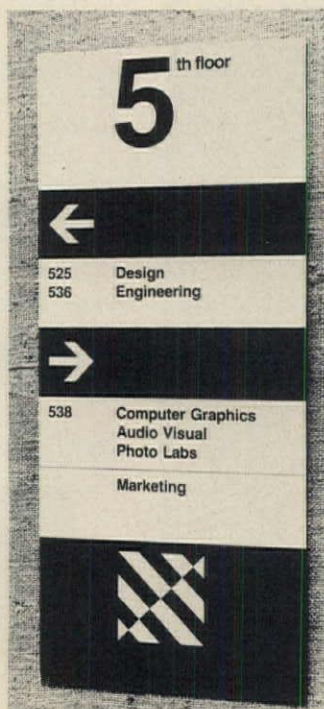 5th floor
←
525 Design
536 Engineering
→
538 Computer Graphics
Audio Visual
Photo Labs
Marketing